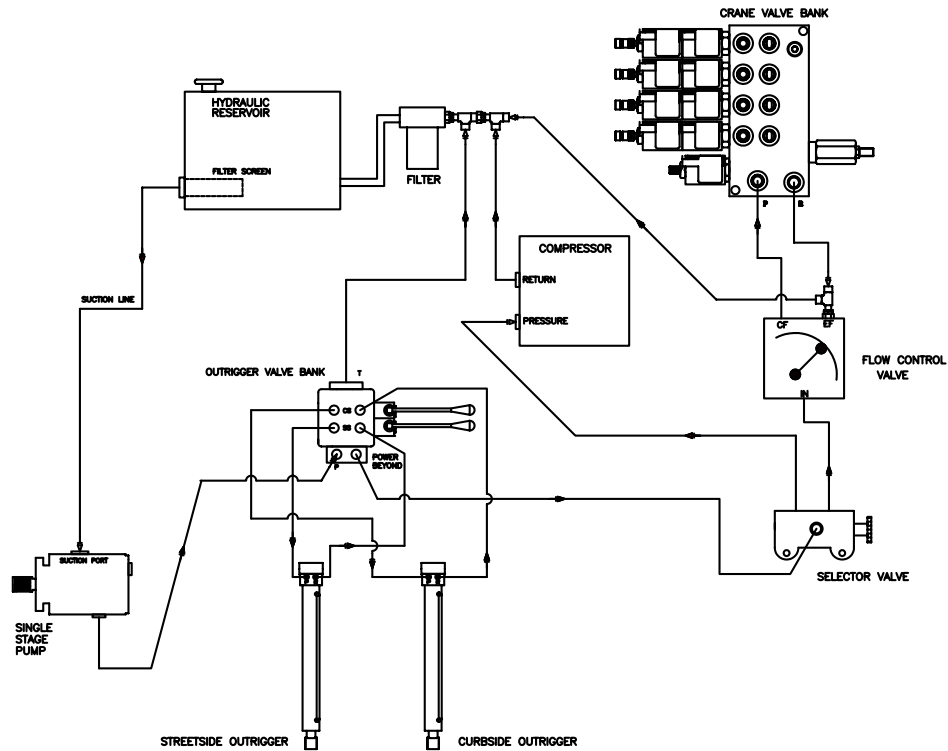 CRANE VALVE BANK
HYDRAULIC
RESERVOIR
FILTER SCREEN
FILTER
P
R
COMPRESSOR
RETURN
PRESSURE
SUCTION LINE
CF
EF
FLOW CONTROL
VALVE
IN
OUTRIGGER VALVE BANK
T
CS
SS
P
POWER
BEYOND
SUCTION PORT
SINGLE
STAGE
PUMP
SELECTOR VALVE
STREETSIDE OUTRIGGER
CURBSIDE OUTRIGGER